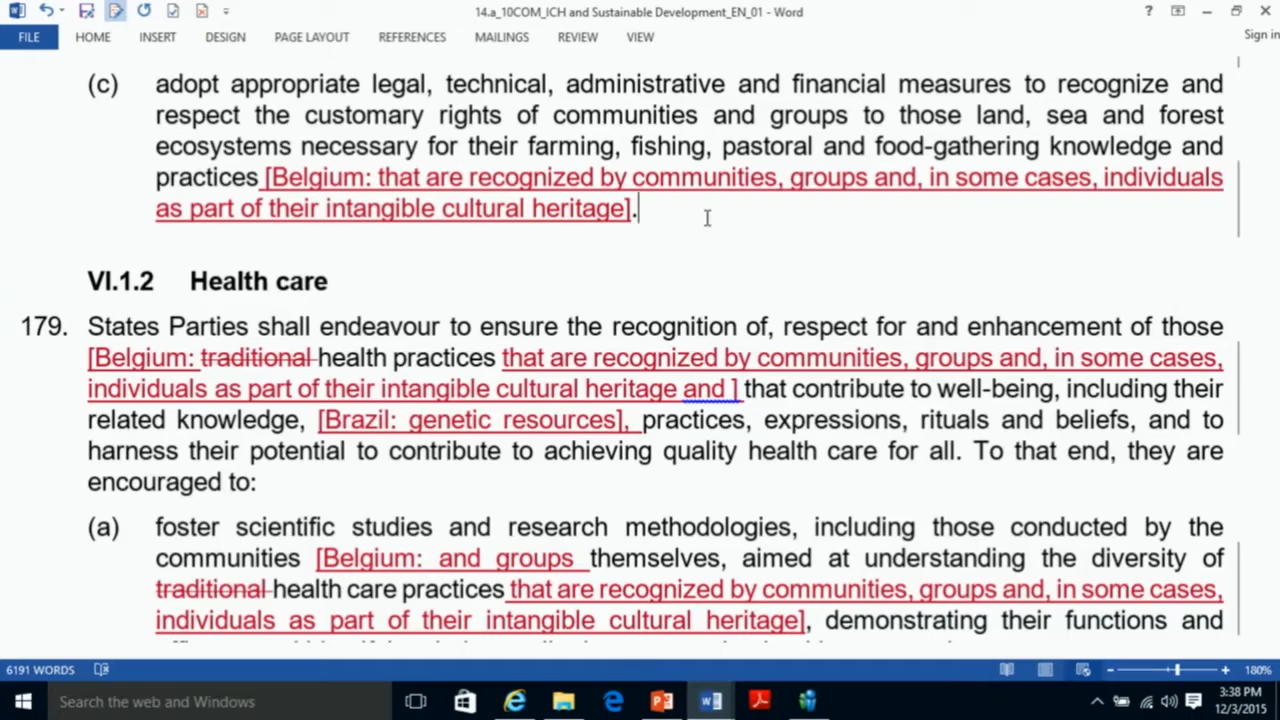 14.a_10COM_ICH and Sustainable Development_EN_01 - Word
FILE HOME INSERT DESIGN PAGE LAYOUT REFERENCES MAILINGS REVIEW VIEW Sign in
(c) adopt appropriate legal, technical, administrative and financial measures to recognize and
respect the customary rights of communities and groups to those land, sea and forest
ecosystems necessary for their farming, fishing, pastoral and food-gathering knowledge and
practices [Belgium: that are recognized by communities, groups and, in some cases, individuals
as part of their intangible cultural heritage].
VI.1.2 Health care
179. States Parties shall endeavour to ensure the recognition of, respect for and enhancement of those
[Belgium: traditional health practices that are recognized by communities, groups and, in some cases,
individuals as part of their intangible cultural heritage and ] that contribute to well-being, including their
related knowledge, [Brazil: genetic resources], practices, expressions, rituals and beliefs, and to
harness their potential to contribute to achieving quality health care for all. To that end, they are
encouraged to:
(a) foster scientific studies and research methodologies, including those conducted by the
communities [Belgium: and groups themselves, aimed at understanding the diversity of
traditional health care practices that are recognized by communities, groups and, in some cases,
individuals as part of their intangible cultural heritage], demonstrating their functions and
6191 WORDS 180%
Search the web and Windows
3:38 PM
12/3/2015